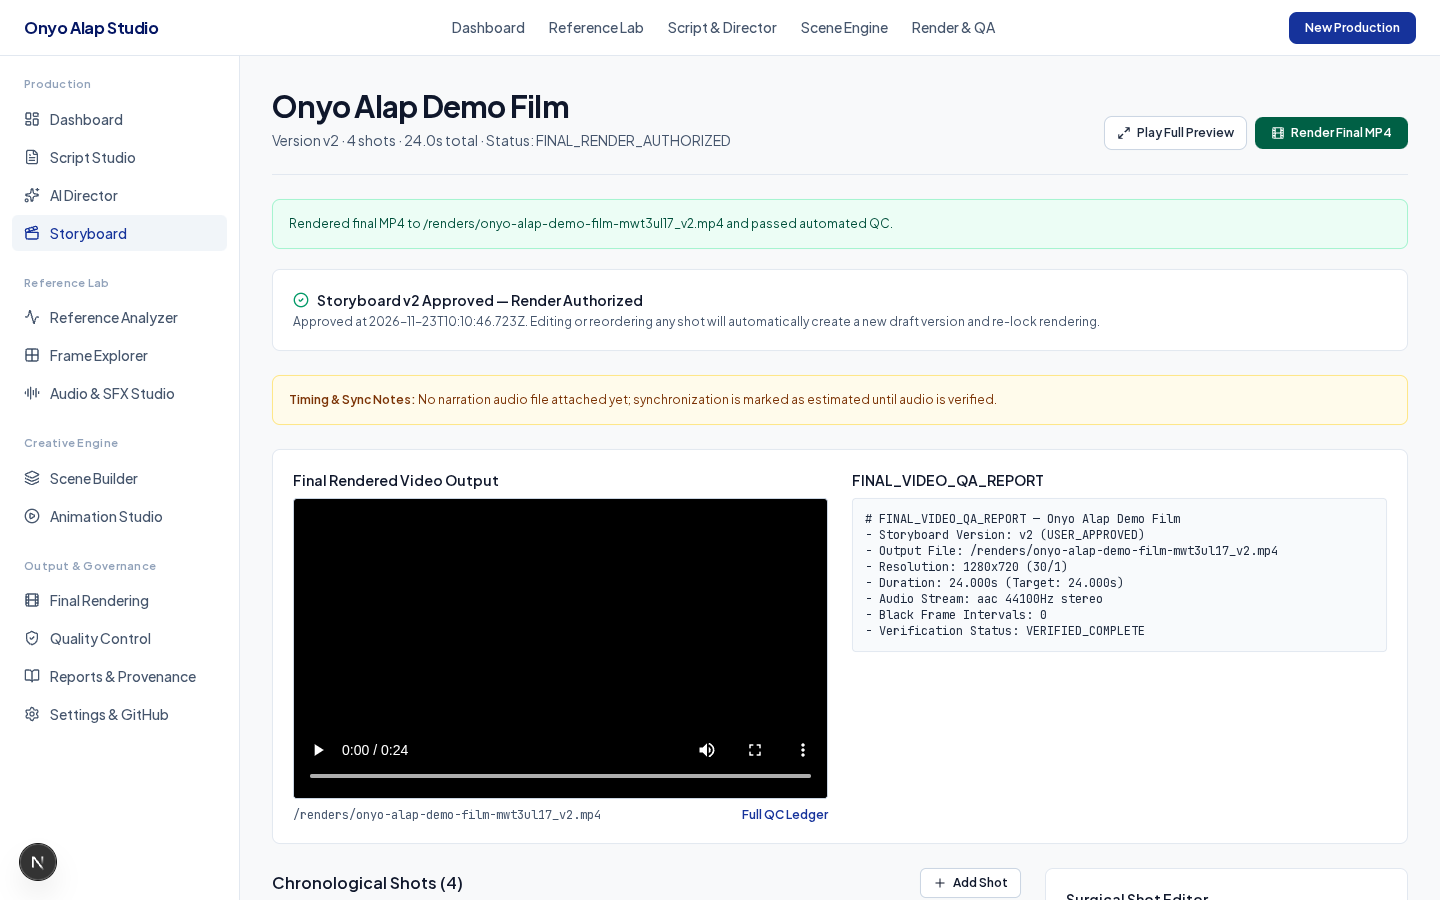 Onyo Alap Studio
Dashboard
Reference Lab
Script & Director
Scene Engine
Render & QA
New Production
Production
Dashboard
Script Studio
AI Director
Storyboard
Reference Lab
Reference Analyzer
Frame Explorer
Audio & SFX Studio
Creative Engine
Scene Builder
Animation Studio
Output & Governance
Final Rendering
Quality Control
Reports & Provenance
Settings & GitHub
N
Onyo Alap Demo Film
Version v2 · 4 shots · 24.0s total · Status: FINAL_RENDER_AUTHORIZED
Play Full Preview
Render Final MP4
Rendered final MP4 to /renders/onyo-alap-demo-film-mwt3ul17_v2.mp4 and passed automated QC.
Storyboard v2 Approved — Render Authorized
Approved at 2026-11-23T10:10:46.723Z. Editing or reordering any shot will automatically create a new draft version and re-lock rendering.
Timing & Sync Notes: No narration audio file attached yet; synchronization is marked as estimated until audio is verified.
Final Rendered Video Output
0:00 / 0:24
/renders/onyo-alap-demo-film-mwt3ul17_v2.mp4
Full QC Ledger
FINAL_VIDEO_QA_REPORT
# FINAL_VIDEO_QA_REPORT — Onyo Alap Demo Film
- Storyboard Version: v2 (USER_APPROVED)
- Output File: /renders/onyo-alap-demo-film-mwt3ul17_v2.mp4
- Resolution: 1280x720 (30/1)
- Duration: 24.000s (Target: 24.000s)
- Audio Stream: aac 44100Hz stereo
- Black Frame Intervals: 0
- Verification Status: VERIFIED_COMPLETE
Chronological Shots (4)
Add Shot
Surgical Shot Editor